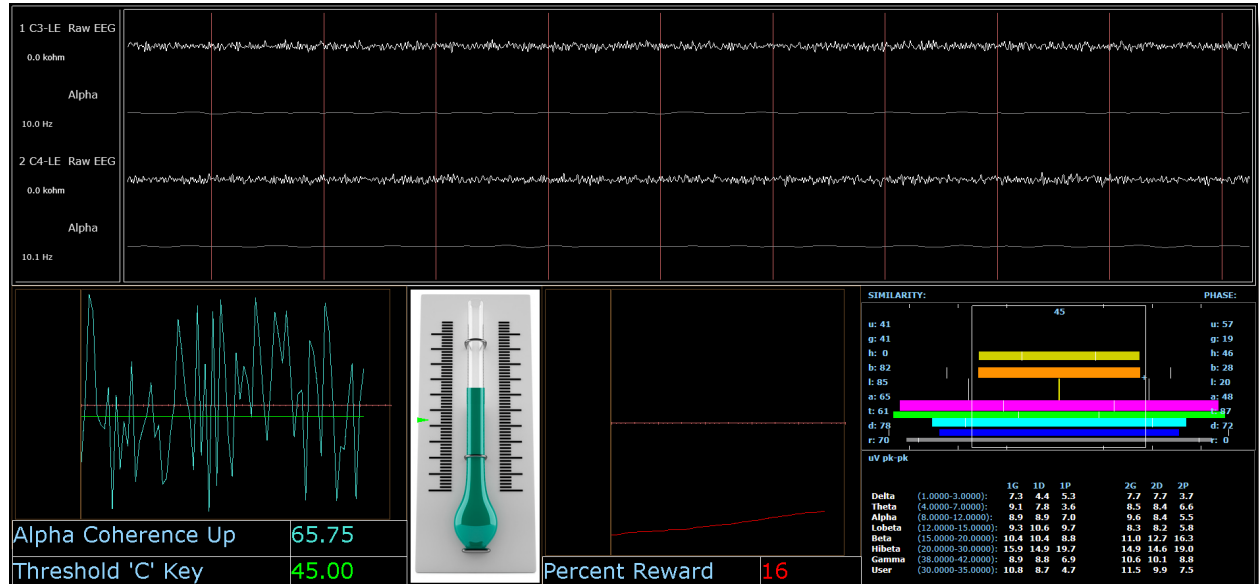 1 C3-LE Raw EEG
0.0 kohm
Alpha
10.0 Hz
2 C4-LE Raw EEG
0.0 kohm
Alpha
10.1 Hz
Alpha Coherence Up 65.75
Threshold 'C' Key 45.00
Percent Reward 16
SIMILARITY: PHASE:
45
u: 41 u: 57
g: 41 g: 19
h: 0 h: 46
b: 82 b: 28
l: 85 l: 20
a: 65 a: 48
t: 61 t: 87
d: 78 d: 72
r: 70 r: 0
uV pk-pk
1G 1D 1P 2G 2D 2P
Delta (1.0000-3.0000): 7.3 4.4 5.3 7.7 7.7 3.7
Theta (4.0000-7.0000): 9.1 7.8 3.6 8.5 8.4 6.6
Alpha (8.0000-12.0000): 8.9 8.9 7.0 9.6 8.4 5.5
Lobeta (12.0000-15.0000): 9.3 10.6 9.7 8.3 8.2 5.8
Beta (15.0000-20.0000): 10.4 10.4 8.8 11.0 12.7 16.3
Hibeta (20.0000-30.0000): 15.9 14.9 19.7 14.9 14.6 19.0
Gamma (38.0000-42.0000): 8.9 8.8 6.9 10.6 10.1 8.8
User (30.0000-35.0000): 10.8 8.7 4.7 11.5 9.9 7.5